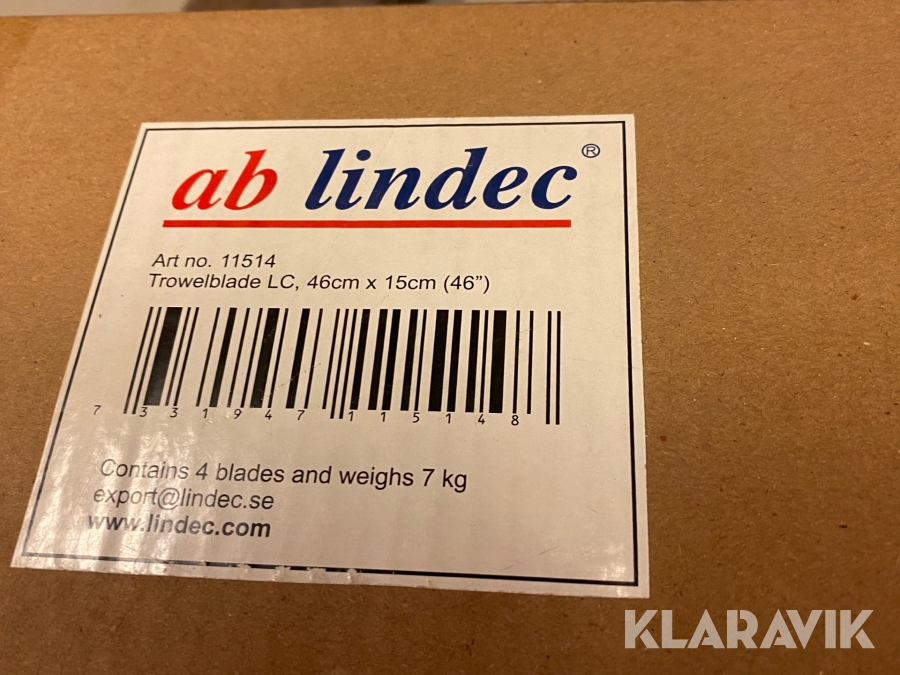 ab lindec®
Art no. 11514
Trowelblade LC, 46cm x 15cm (46”)
7 331947 115148
Contains 4 blades and weighs 7 kg
export@lindec.se
www.lindec.com
KLARAVIK